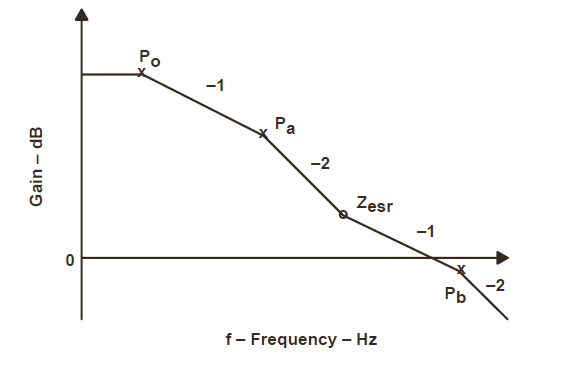 Po
–1
Pa
–2
Zesr
–1
0
Pb
–2
Gain – dB
f – Frequency – Hz